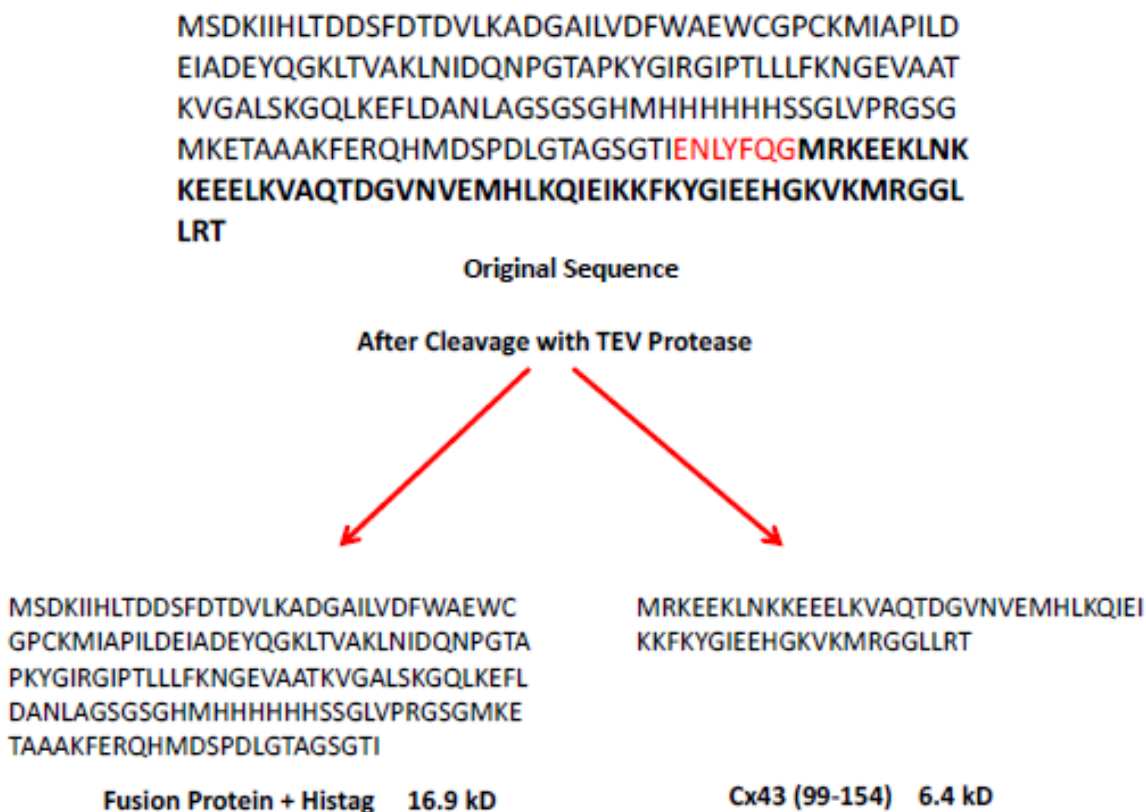 MSDKIIHLTDDSFDTDVLKADGAILVDFWAEWCGPCKMIAPILD
EIADEYQGKLTVAKLNIDQNPGTAPKYGIRGIPTLLLFKNGEVAAT
KVGALSKGQLKEFLDANLAGSGSGHMHHHHHHSSGLVPRGSG
MKETAAAKFERQHMDSPDLGTAGSGTIENLYFQGMRKEEKLNK
KEEELKVAQTDGVNVEMHLKQIEIKKFKYGIEEHGKVKMRGGL
LRT
Original Sequence
After Cleavage with TEV Protease
MSDKIIHLTDDSFDTDVLKADGAILVDFWAEWC
GPCKMIAPILDEIADEYQGKLTVAKLNIDQNPGTA
PKYGIRGIPTLLLFKNGEVAATKVGALSKGQLKEFL
DANLAGSGSGHMHHHHHHSSGLVPRGSGMKE
TAAAKFERQHMDSPDLGTAGSGTI
Fusion Protein + Histag 16.9 kD
MRKEEKLNKKEEELKVAQTDGVNVEMHLKQIEI
KKFKYGIEEHGKVKMRGGLLRT
Cx43 (99-154) 6.4 kD